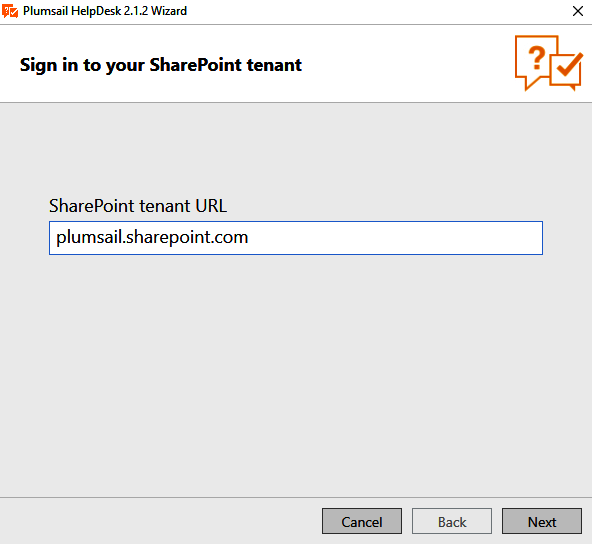 Plumsail HelpDesk 2.1.2 Wizard
Sign in to your SharePoint tenant
?
SharePoint tenant URL
plumsail.sharepoint.com
Cancel Back Next